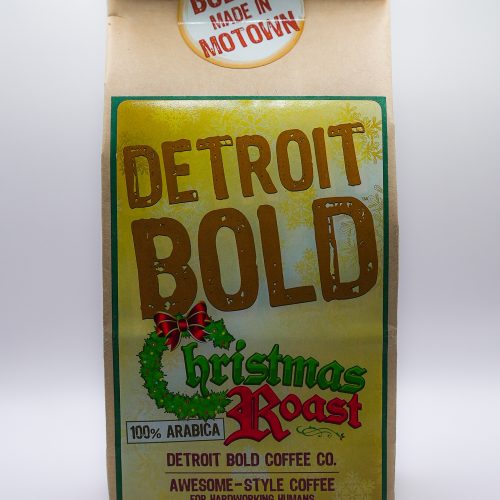 MADE IN
MOTOWN
DETROIT
BOLD
Christmas
Roast
100% ARABICA
DETROIT BOLD COFFEE CO.
AWESOME-STYLE COFFEE
FOR HARDWORKING HUMANS